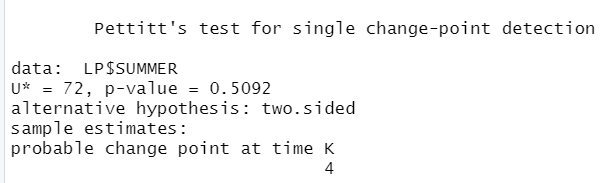 Pettitt's test for single change-point detection
data: LP$SUMMER
U* = 72, p-value = 0.5092
alternative hypothesis: two.sided
sample estimates:
probable change point at time K
4